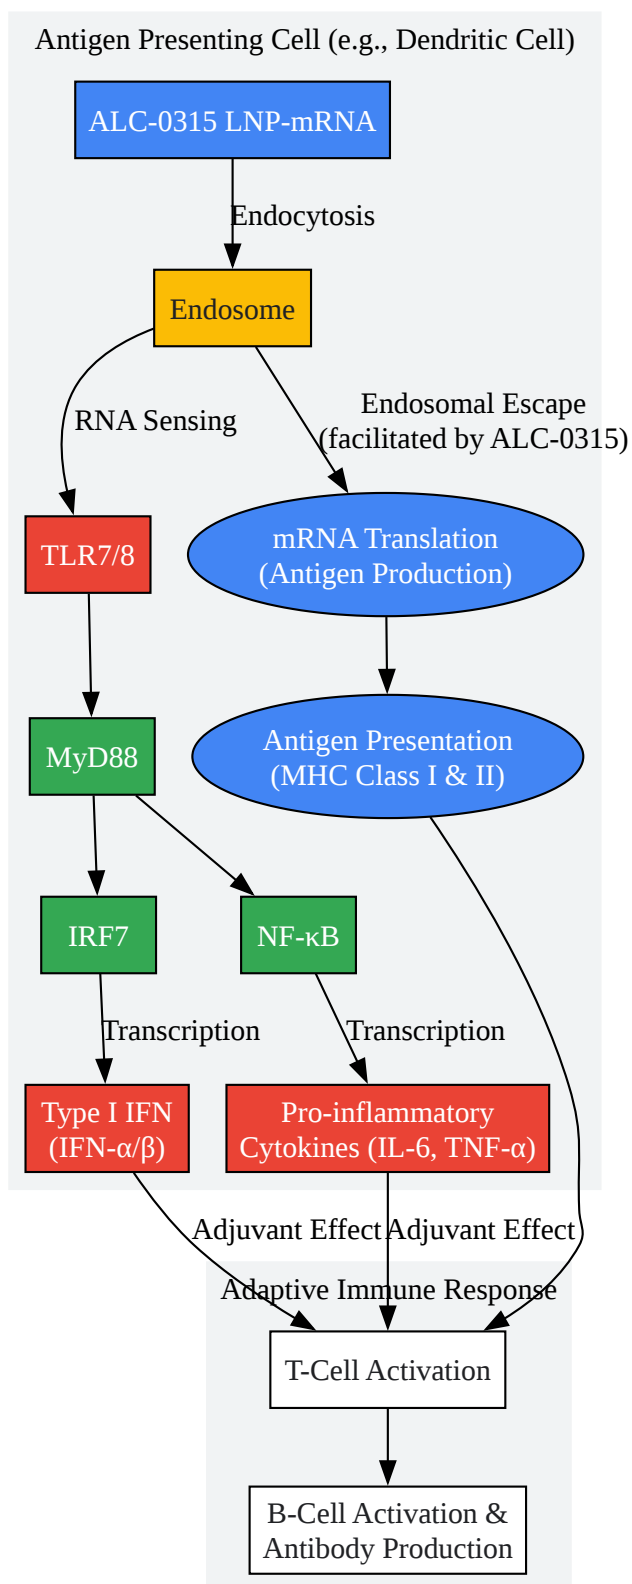 Antigen Presenting Cell (e.g., Dendritic Cell)
ALC-0315 LNP-mRNA
Endocytosis
Endosome
RNA Sensing
Endosomal Escape
(facilitated by ALC-0315)
TLR7/8
mRNA Translation
(Antigen Production)
MyD88
Antigen Presentation
(MHC Class I & II)
IRF7
NF-κB
Transcription
Transcription
Type I IFN
(IFN-α/β)
Pro-inflammatory
Cytokines (IL-6, TNF-α)
Adjuvant Effect
Adjuvant Effect
Adaptive Immune Response
T-Cell Activation
B-Cell Activation &
Antibody Production